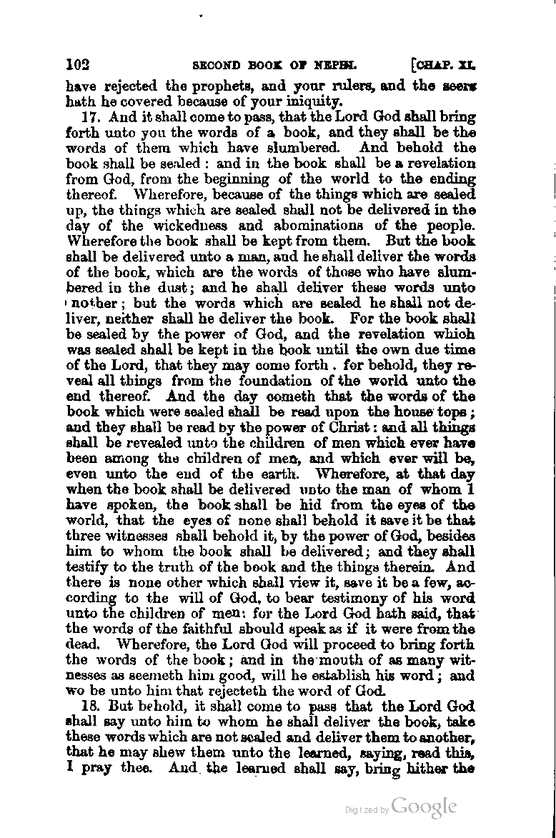 102 SECOND BOOK OF NEPHI. [CHAP. XI.
have rejected the prophets, and your rulers, and the seers
hath he covered because of your iniquity.
17. And it shall come to pass, that the Lord God shall bring
forth unto you the words of a book, and they shall be the
words of them which have slumbered. And behold the
book shall be sealed: and in the book shall be a revelation
from God, from the beginning of the world to the ending
thereof. Wherefore, because of the things which are sealed
up, the things which are sealed shall not be delivered in the
day of the wickedness and abominations of the people.
Wherefore the book shall be kept from them. But the book
shall be delivered unto a man, and he shall deliver the words
of the book, which are the words of those who have slum-
bered in the dust; and he shall deliver these words unto
nother; but the words which are sealed he shall not de-
liver, neither shall he deliver the book. For the book shall
be sealed by the power of God, and the revelation which
was sealed shall be kept in the book until the own due time
of the Lord, that they may come forth. for behold, they re-
veal all things from the foundation of the world unto the
end thereof. And the day cometh that the words of the
book which were sealed shall be read upon the house tops;
and they shall be read by the power of Christ: and all things
shall be revealed unto the children of men which ever have
been among the children of men, and which ever will be,
even unto the end of the earth. Wherefore, at that day
when the book shall be delivered unto the man of whom I
have spoken, the book shall be hid from the eyes of the
world, that the eyes of none shall behold it save it be that
three witnesses shall behold it, by the power of God, besides
him to whom the book shall be delivered; and they shall
testify to the truth of the book and the things therein. And
there is none other which shall view it, save it be a few, ac-
cording to the will of God, to bear testimony of his word
unto the children of men: for the Lord God hath said, that
the words of the faithful should speak as if it were from the
dead. Wherefore, the Lord God will proceed to bring forth
the words of the book; and in the mouth of as many wit-
nesses as seemeth him good, will he establish his word; and
wo be unto him that rejecteth the word of God.
18. But behold, it shall come to pass that the Lord God
shall say unto him to whom he shall deliver the book, take
these words which are not sealed and deliver them to another,
that he may shew them unto the learned, saying, read this,
I pray thee. And the learned shall say, bring hither the
Digitized by Google